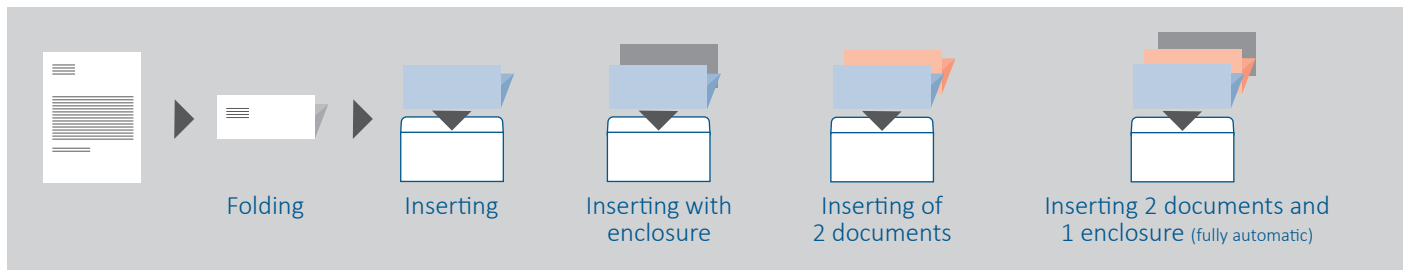 Folding
Inserting
Inserting with
enclosure
Inserting of
2 documents
Inserting 2 documents and
1 enclosure (fully automatic)